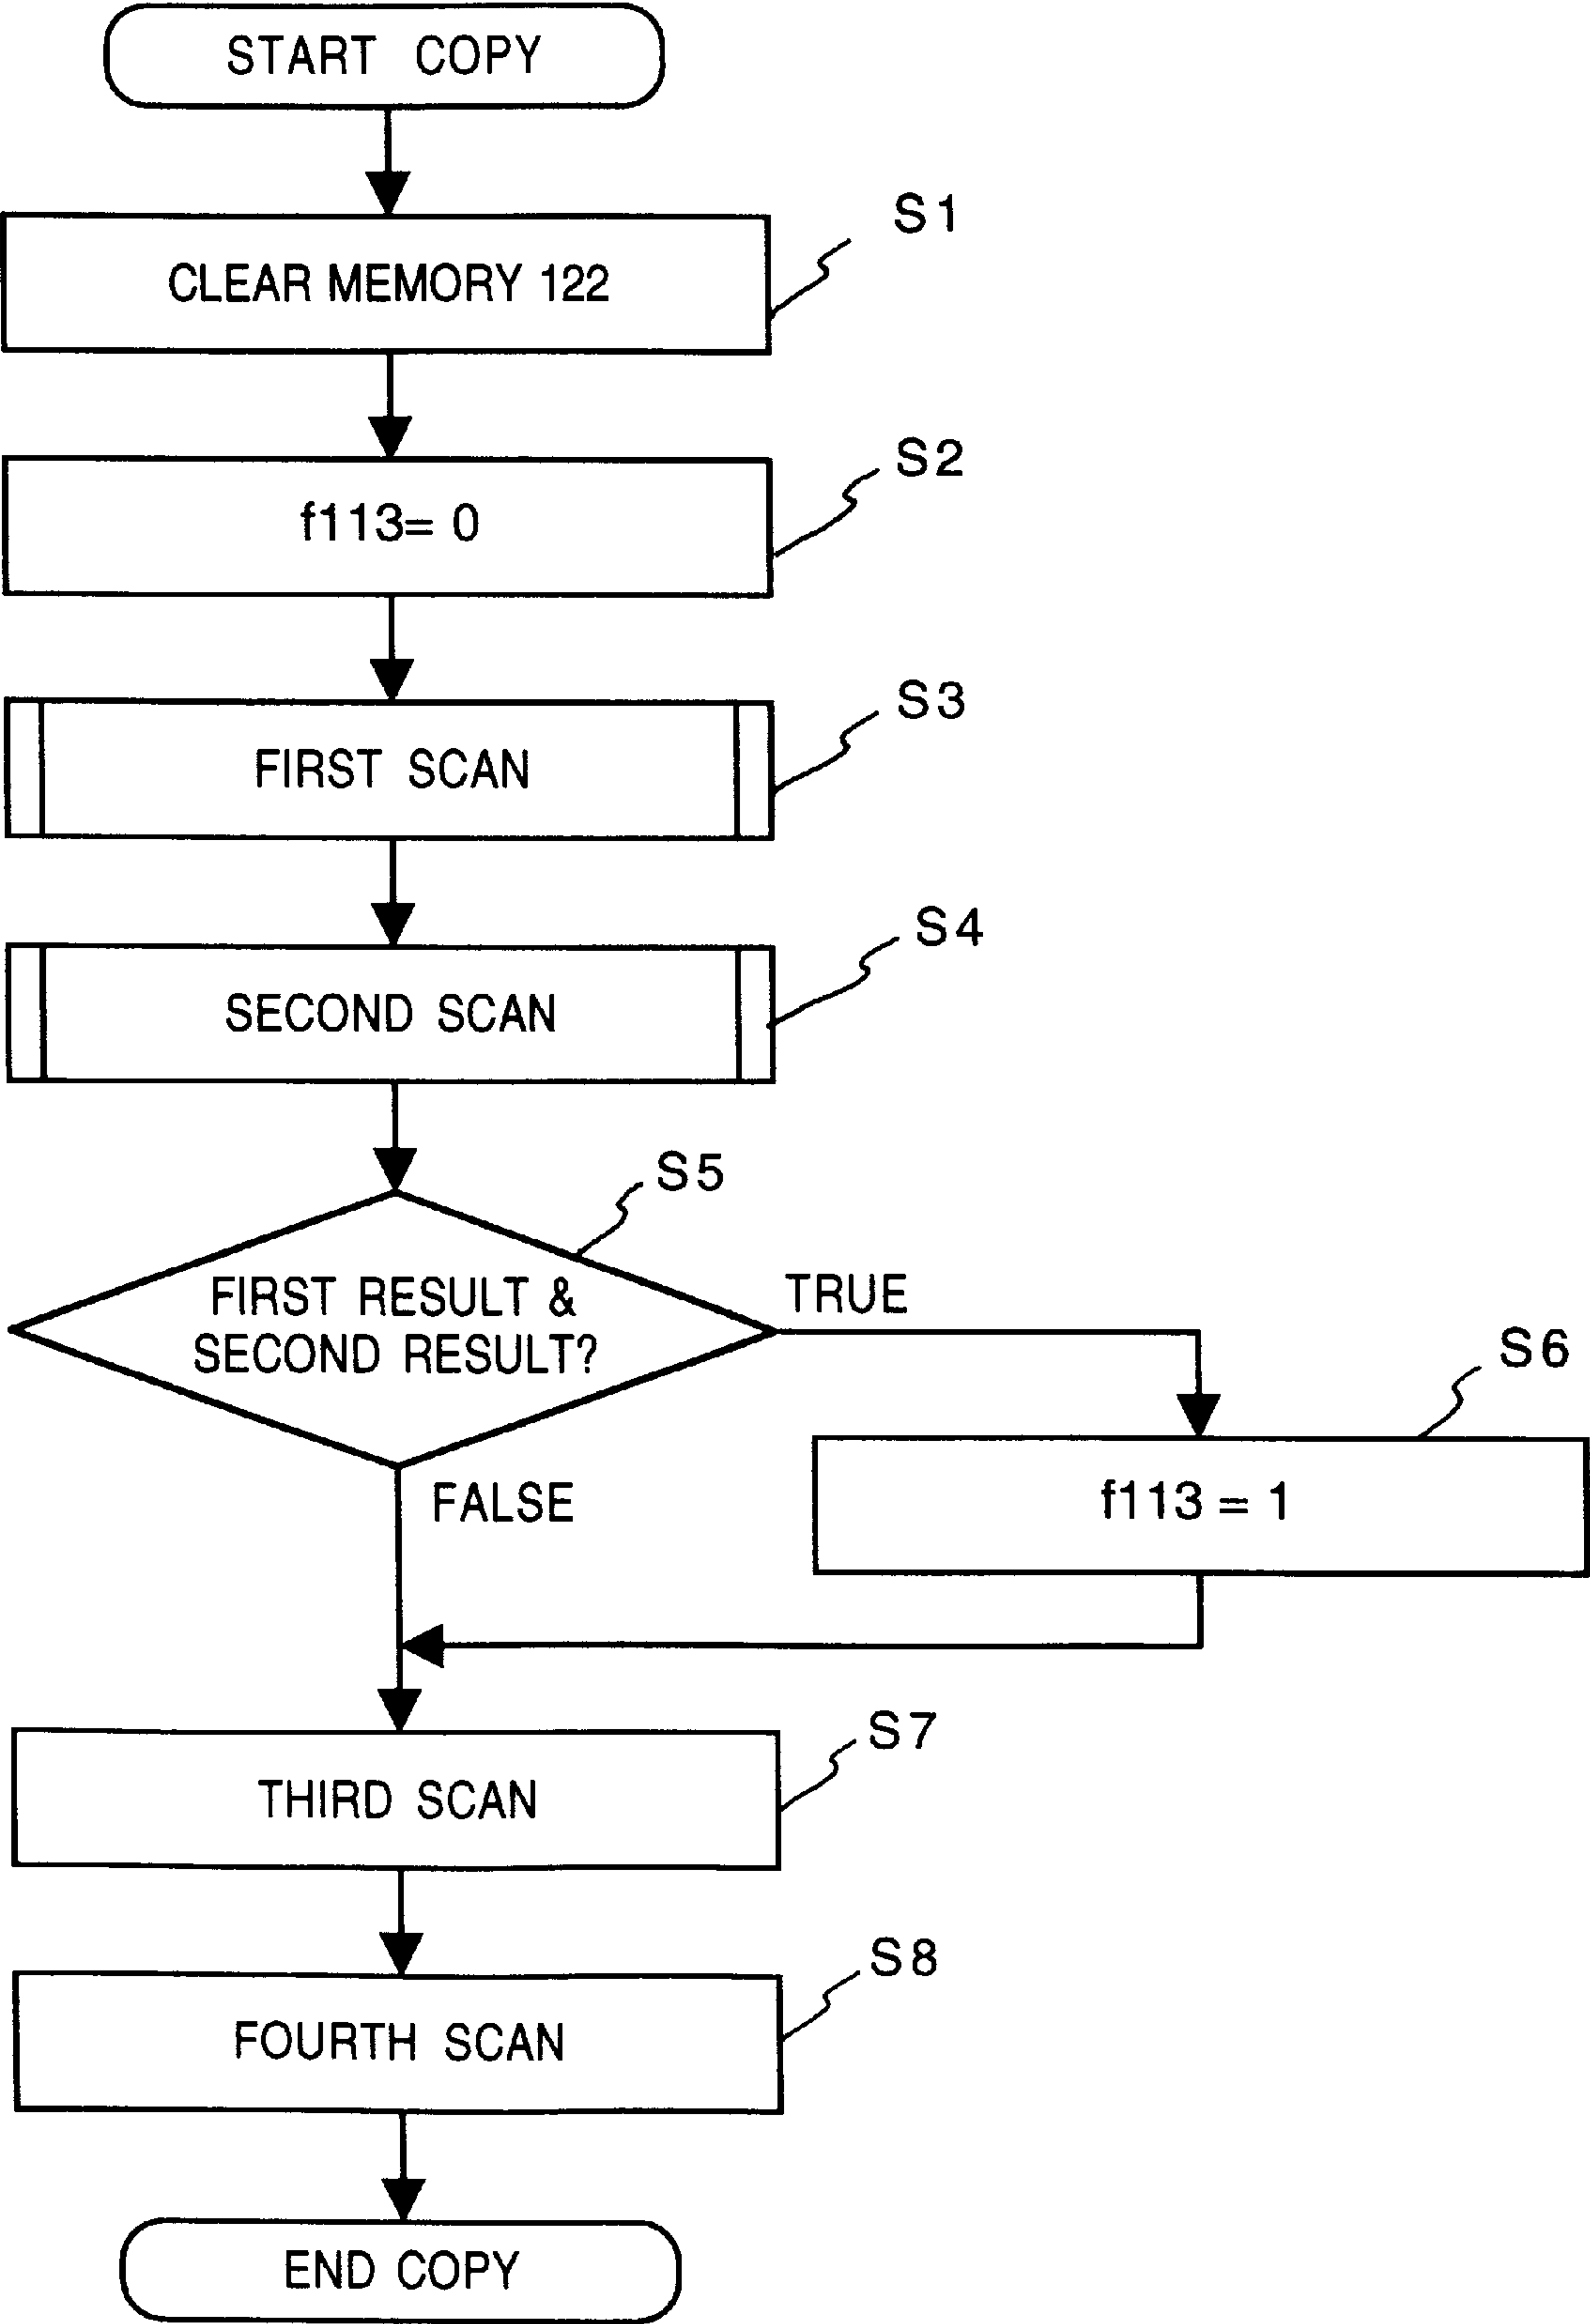 START COPY
S1
CLEAR MEMORY 122
S2
f113= 0
S3
FIRST SCAN
S4
SECOND SCAN
S5
FIRST RESULT &
SECOND RESULT?
TRUE
S6
f113 = 1
FALSE
S7
THIRD SCAN
S8
FOURTH SCAN
END COPY